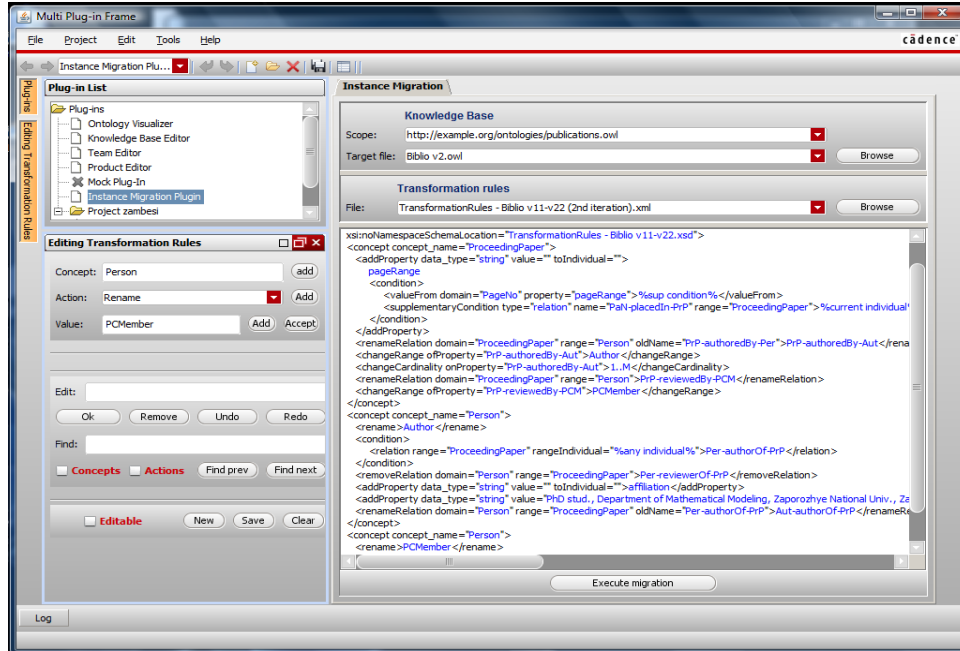 Multi Plug-in Frame
File Project Edit Tools Help
cādence
Instance Migration Plu...
Plug-ins
Editing Transformation Rules
Plug-in List
Plug-ins
Ontology Visualizer
Knowledge Base Editor
Team Editor
Product Editor
Mock Plug-In
Instance Migration Plugin
Project zambesi
Editing Transformation Rules
Concept: Person add
Action: Rename Add
Value: PCMember Add Accept
Edit:
Ok Remove Undo Redo
Find:
Concepts Actions Find prev Find next
Editable New Save Clear
Instance Migration
Knowledge Base
Scope: http://example.org/ontologies/publications.owl
Target file: Biblio v2.owl Browse
Transformation rules
File: TransformationRules - Biblio v11-v22 (2nd iteration).xml Browse
xsi:noNamespaceSchemaLocation="TransformationRules - Biblio v11-v22.xsd">
<concept concept_name="ProceedingPaper">
<addProperty data_type="string" value="" toIndividual="">
pageRange
<condition>
<valueFrom domain="PageNo" property="pageRange">%sup condition%</valueFrom>
<supplementaryCondition type="relation" name="PaN-placedIn-PrP" range="ProceedingPaper">%current individual
</condition>
</addProperty>
<renameRelation domain="ProceedingPaper" range="Person" oldName="PrP-authoredBy-Per">PrP-authoredBy-Aut</rena
<changeRange ofProperty="PrP-authoredBy-Aut">Author</changeRange>
<changeCardinality onProperty="PrP-authoredBy-Aut">1..M</changeCardinality>
<renameRelation domain="ProceedingPaper" range="Person">PrP-reviewedBy-PCM</renameRelation>
<changeRange ofProperty="PrP-reviewedBy-PCM">PCMember</changeRange>
</concept>
<concept concept_name="Person">
<rename>Author</rename>
<condition>
<relation range="ProceedingPaper" rangeIndividual="%any individual%">Per-authorOf-PrP</relation>
</condition>
<removeRelation domain="Person" range="ProceedingPaper">Per-reviewerOf-PrP</removeRelation>
<addProperty data_type="string" value="" toIndividual="">affiliation</addProperty>
<addProperty data_type="string" value="PhD stud., Department of Mathematical Modeling, Zaporozhye National Univ., Za
<renameRelation domain="Person" range="ProceedingPaper" oldName="Per-authorOf-PrP">Aut-authorOf-PrP</renameRe
</concept>
<concept concept_name="Person">
<rename>PCMember</rename>
Execute migration
Log